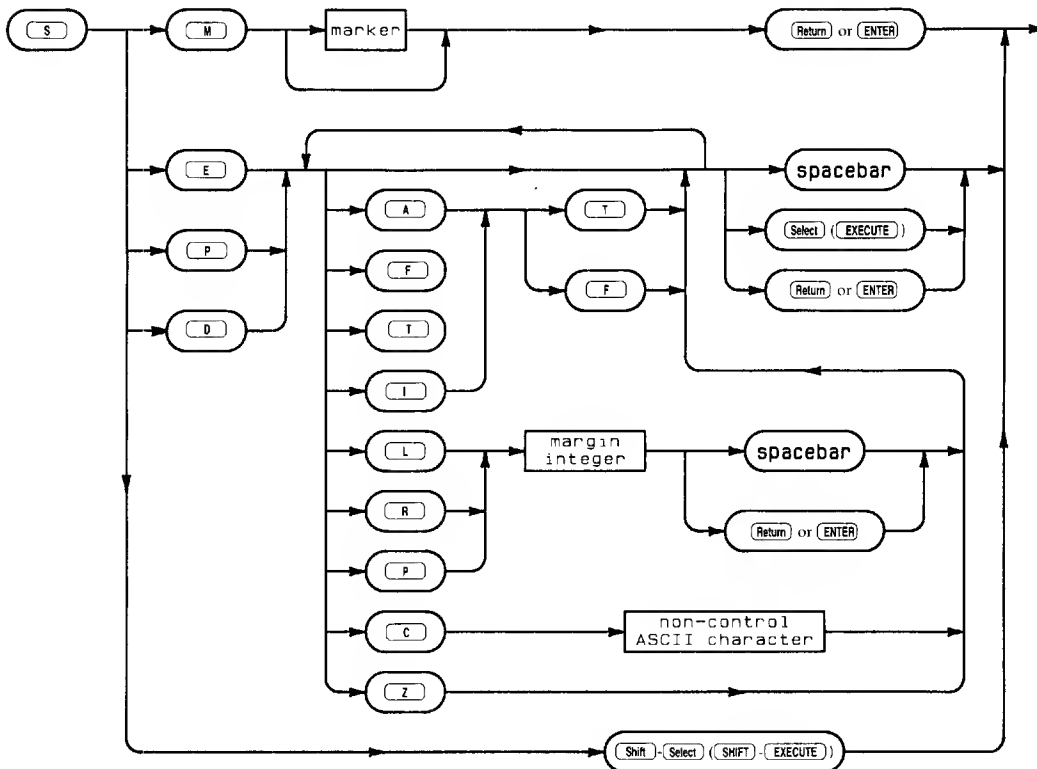 S
M
marker
Return or ENTER
E
spacebar
A
T
Select (EXECUTE)
P
F
F
Return or ENTER
D
T
I
L
margin
integer
spacebar
R
Return or ENTER
P
C
non-control
ASCII character
Z
Shift - Select (SHIFT - EXECUTE)